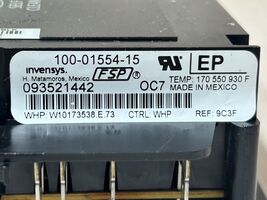 100-01554-15
invensys.
H. Matamoros, Mexico
FSP®
EP
TEMP: 170 550 930 F
093521442
OC7
MADE IN MEXICO
WHP: W10173538.E.73
CTRL: WHP
REF: 9C3F